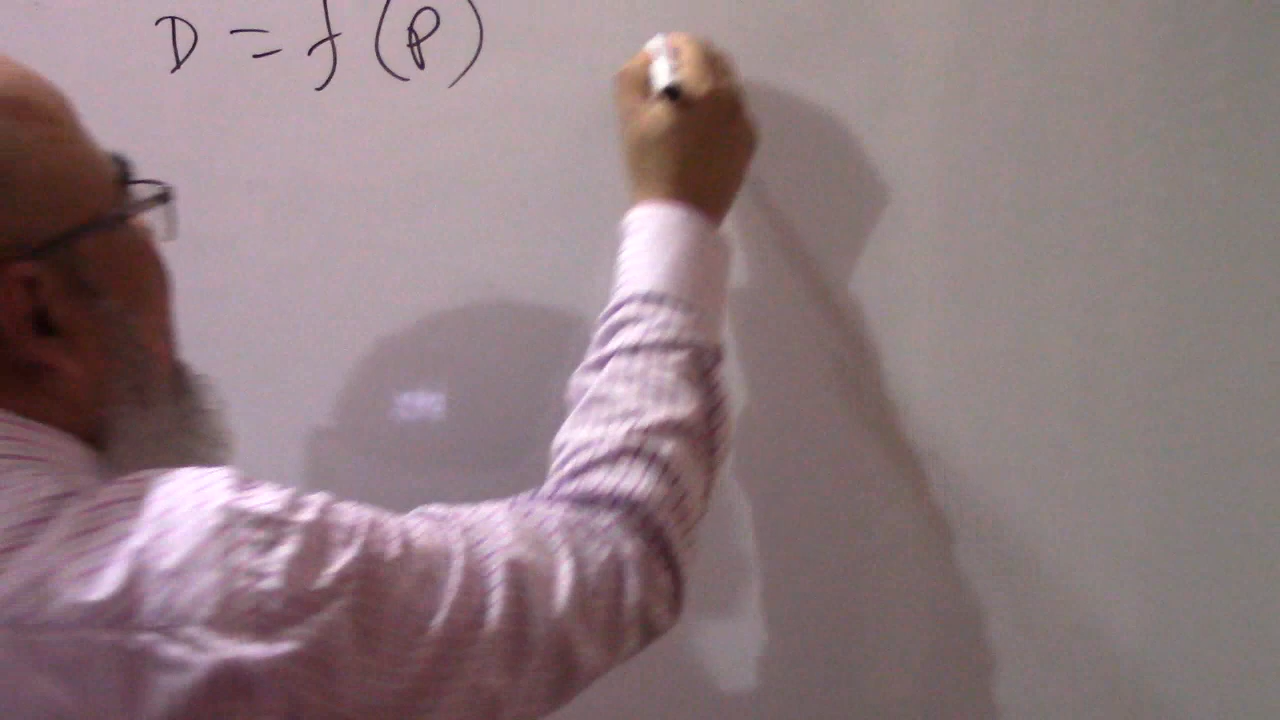 D = f (P)